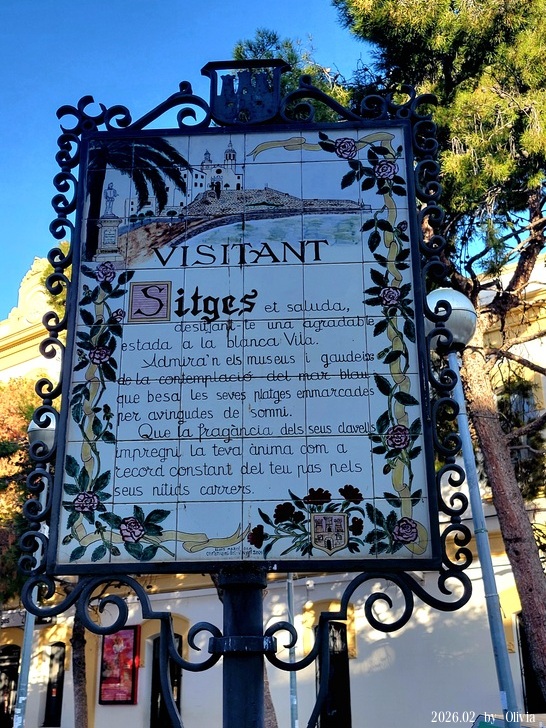 VISITANT
Sitges et saluda,
desitjant-te una agradable
estada a la blanca Vila.
Admira'n els museus i gaudeix
de la contemplació del mar blau
que besa les seves platges emmarcades
per avingudes de somni.
Que la fragància dels seus clavells
impregni la teva ànima com a
record constant del teu pas pels
seus nítids carrers.
2026.02 by Olivia